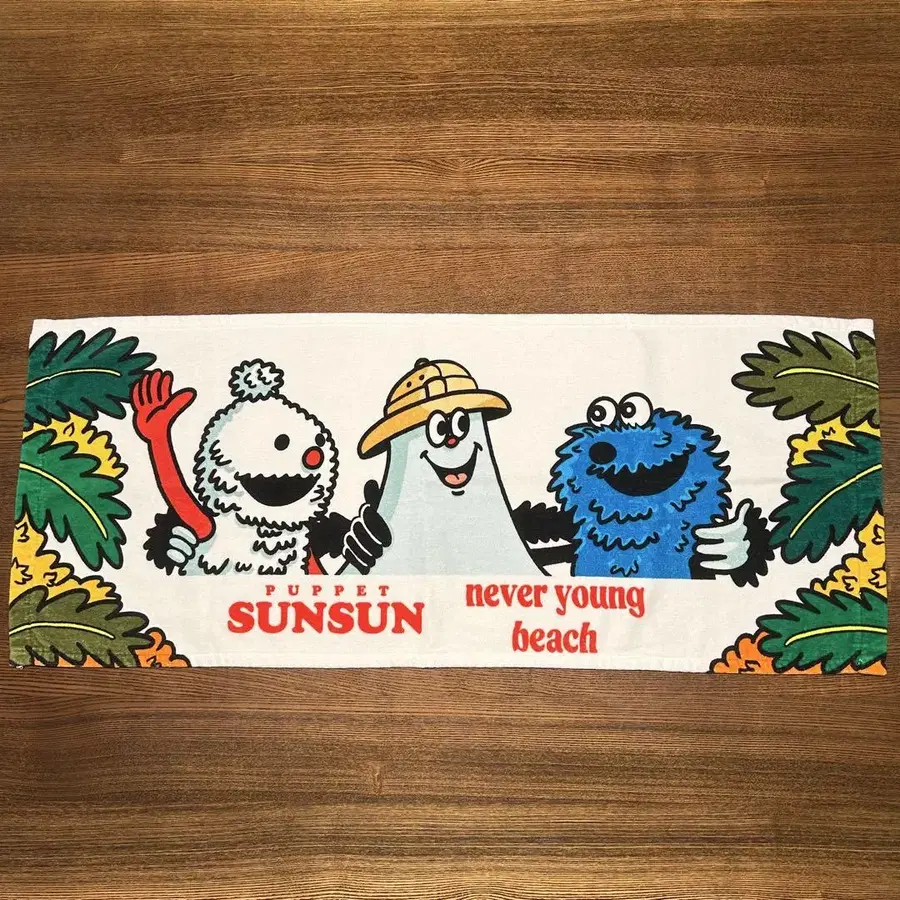 PUPPET
SUNSUN
never young
beach